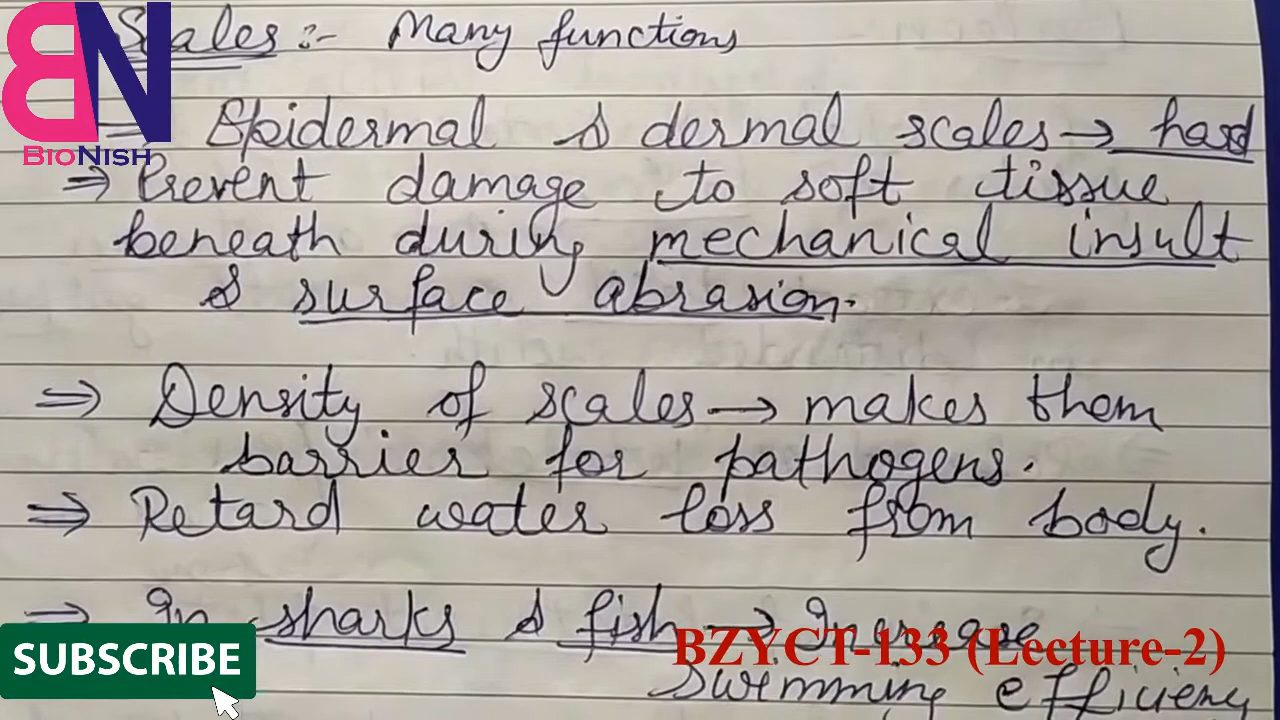 Scales :- Many functions
BN
BIONISH
⇒ Epidermal & dermal scales → hard
⇒ Prevent damage to soft tissue
beneath during mechanical insult
& surface abrasion.
⇒ Density of scales → makes them
barrier for pathogens.
⇒ Retard water loss from body.
⇒ In sharks & fish → Increase
swimming efficiency
SUBSCRIBE
BZYCT-133 (Lecture-2)